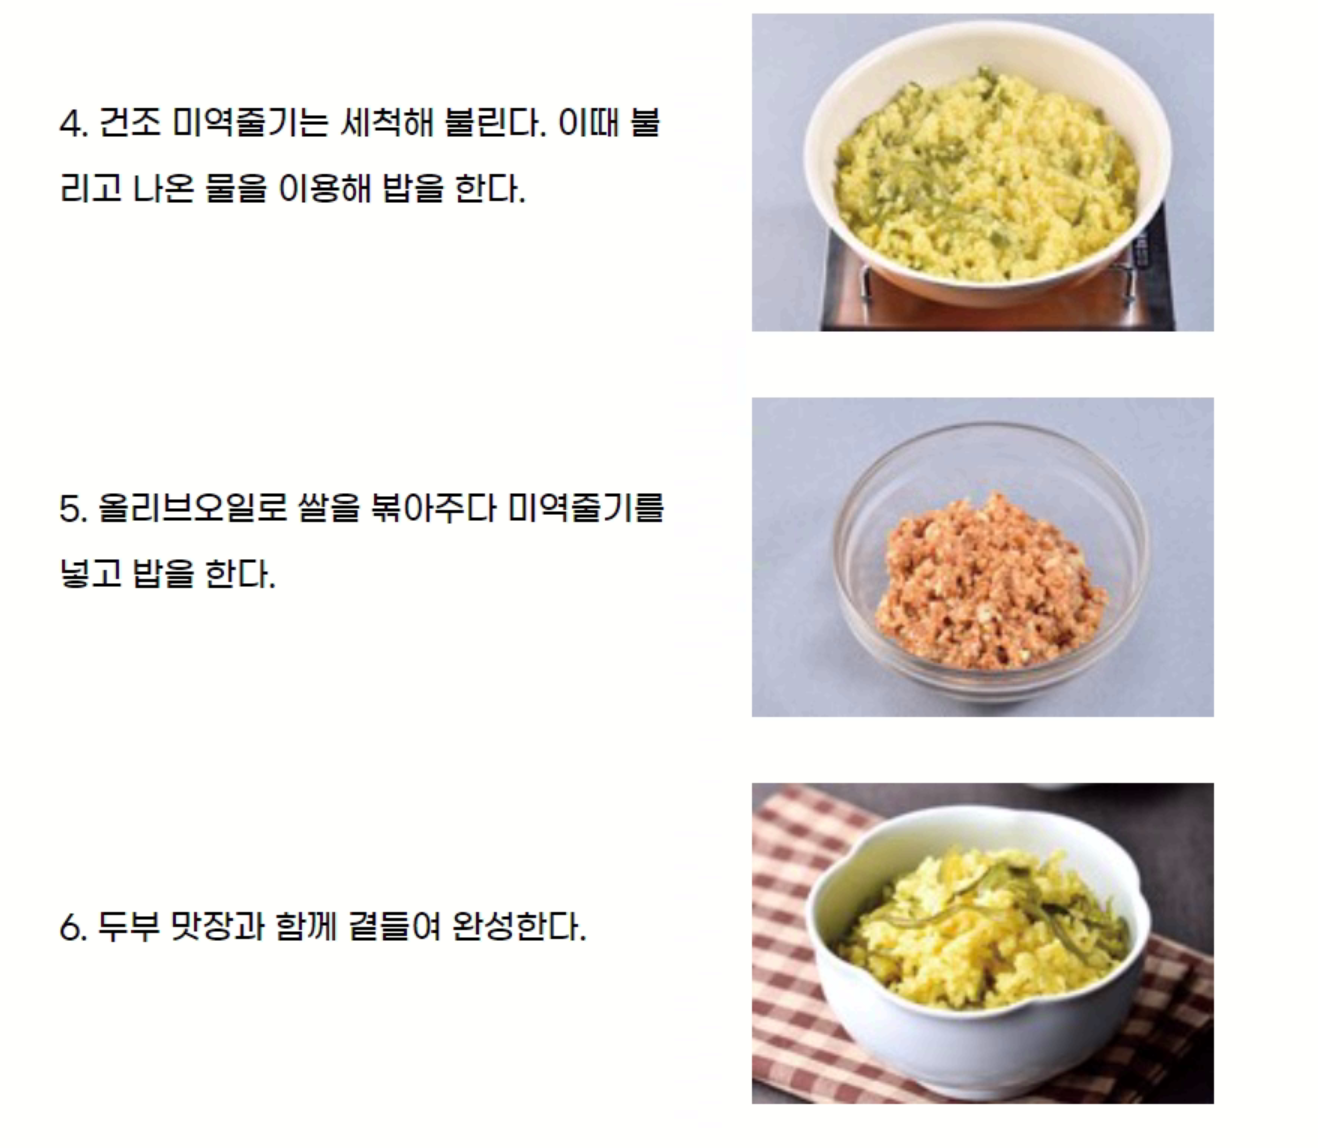 4. 건조 미역줄기는 세척해 불린다. 이때 불
리고 나온 물을 이용해 밥을 한다.
5. 올리브오일로 쌀을 볶아주다 미역줄기를
넣고 밥을 한다.
6. 두부 맛장과 함께 곁들여 완성한다.